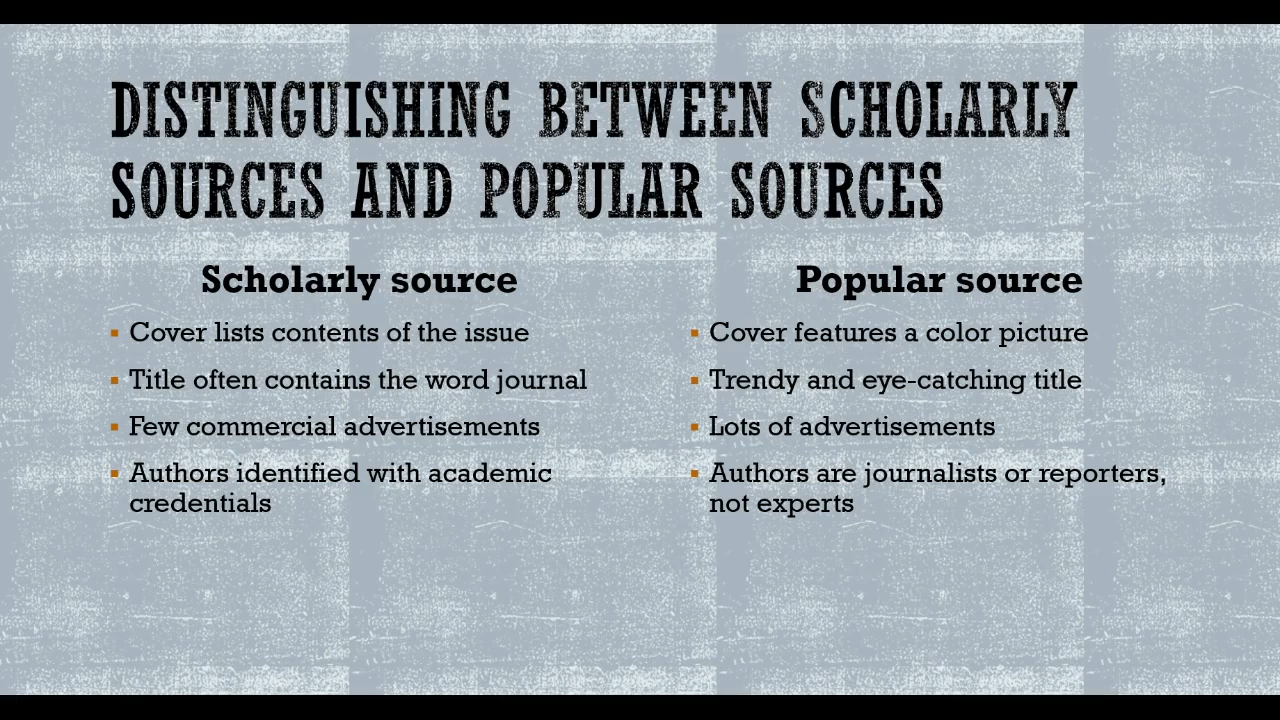 DISTINGUISHING BETWEEN SCHOLARLY
SOURCES AND POPULAR SOURCES
Scholarly source
Cover lists contents of the issue
Title often contains the word journal
Few commercial advertisements
Authors identified with academic
credentials
Popular source
Cover features a color picture
Trendy and eye-catching title
Lots of advertisements
Authors are journalists or reporters,
not experts